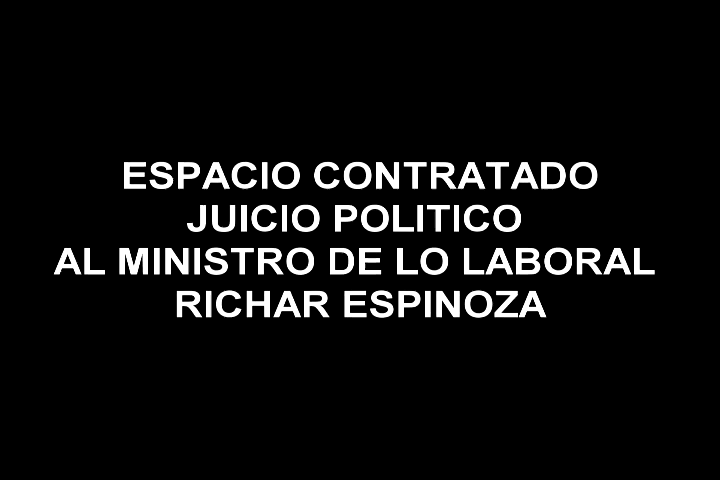 ESPACIO CONTRATADO
JUICIO POLITICO
AL MINISTRO DE LO LABORAL
RICHAR ESPINOZA